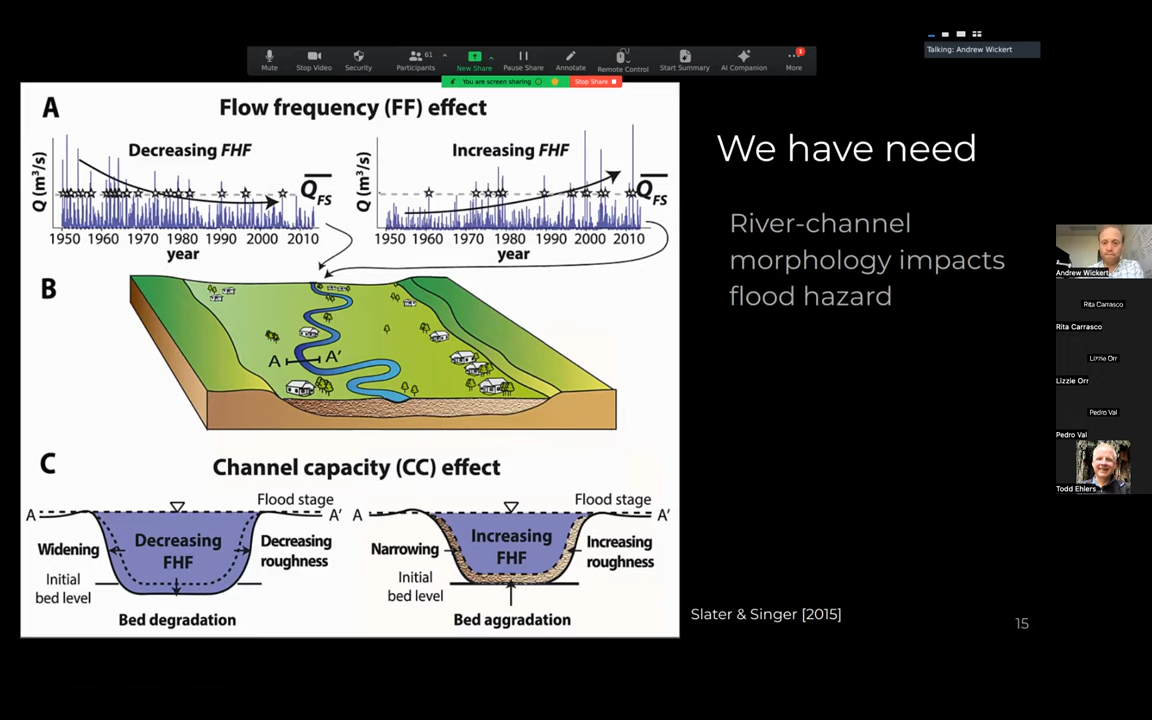 Talking: Andrew Wickert
61
1
Mute
Stop Video
Security
Participants
New Share
Pause Share
Annotate
Remote Control
Start Summary
AI Companion
More
You are screen sharing
Stop Share
A
Flow frequency (FF) effect
Decreasing FHF
Increasing FHF
Q (m³/s)
Q FS
1950 1960 1970 1980 1990 2000 2010
year
Q (m³/s)
Q FS
1950 1960 1970 1980 1990 2000 2010
year
B
A A'
C
Channel capacity (CC) effect
Flood stage
A A'
Widening
Decreasing
FHF
Decreasing
roughness
Initial
bed level
Bed degradation
Flood stage
A A'
Narrowing
Increasing
FHF
Increasing
roughness
Initial
bed level
Bed aggradation
We have need
River-channel
morphology impacts
flood hazard
Slater & Singer [2015]
15
Andrew Wickert
Rita Carrasco
Rita Carrasco
Lizzie Orr
Lizzie Orr
Pedro Val
Pedro Val
Todd Ehlers